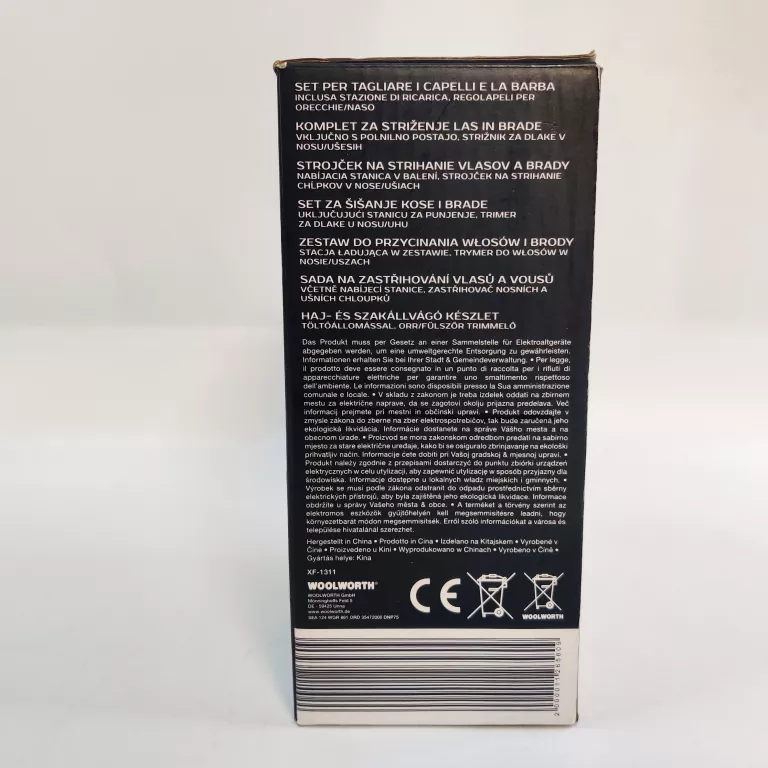 SET PER TAGLIARE I CAPELLI E LA BARBA
INCLUSA STAZIONE DI RICARICA, REGOLAPELI PER
ORECCHIE/NASO
KOMPLET ZA STRIŽENJE LAS IN BRADE
VKLJUČNO S POLNILNO POSTAJO, STRIŽNIK ZA DLAKE V
NOSU/UŠESIH
STROJČEK NA STRIHANIE VLASOV A BRADY
NABÍJACIA STANICA V BALENÍ, STROJČEK NA STRIHANIE
CHĹPKOV V NOSE/UŠIACH
SET ZA ŠIŠANJE KOSE I BRADE
UKLJUČUJUĆI STANICU ZA PUNJENJE, TRIMER
ZA DLAKE U NOSU/UHU
ZESTAW DO PRZYCINANIA WŁOSÓW I BRODY
STACJA ŁADUJĄCA W ZESTAWIE, TRYMER DO WŁOSÓW W
NOSIE/USZACH
SADA NA ZASTŘIHOVÁNÍ VLASŮ A VOUSŮ
VČETNĚ NABÍJECÍ STANICE, ZASTŘIHOVAČ NOSNÍCH A
UŠNÍCH CHLOUPKŮ
HAJ- ÉS SZAKÁLLVÁGÓ KÉSZLET
TÖLTŐÁLLOMÁSSAL, ORR/FÜLSZŐR TRIMMELŐ
Das Produkt muss per Gesetz an einer Sammelstelle für Elektroaltgeräte
abgegeben werden, um eine umweltgerechte Entsorgung zu gewährleisten.
Informationen erhalten Sie bei Ihrer Stadt & Gemeindeverwaltung. • Per legge,
il prodotto deve essere consegnato in un punto di raccolta per i rifiuti di
apparecchiature elettriche per garantire uno smaltimento rispettoso
dell'ambiente. Le informazioni sono disponibili presso la Sua amministrazione
comunale e locale. • V skladu z zakonom je treba izdelek oddati na zbirnem
mestu za električne naprave, da se zagotovi okolju prijazna predelava. Več
informacij prejmete pri mestni in občinski upravi. • Produkt odovzdajte v
zmysle zákona do zberne na zber elektrospotrebičov, tak bude zaručená jeho
ekologická likvidácia. Informácie dostanete na správe Vášho mesta a na
obecnom úrade. • Proizvod se mora zakonskom odredbom predati na sabirno
mjesto za stare električne uređaje, kako bi se osiguralo zbrinjavanje na ekološki
prihvatljiv način. Informacije ćete dobiti pri Vašoj gradskoj & mjesnoj upravi. •
Produkt należy zgodnie z przepisami dostarczyć do punktu zbiórki urządzeń
elektrycznych w celu utylizacji, aby zapewnić utylizację w sposób przyjazny dla
środowiska. Informacje dostępne u lokalnych władz miejskich i gminnych. •
Výrobek se musí podle zákona odstranit do odpadu prostřednictvím sběrny
elektrických přístrojů, aby byla zajištěná jeho ekologická likvidace. Informace
obdržíte u správy Vašeho města & obce. • A terméket a törvény szerint az
elektromos eszközök gyűjtőhelyén kell megsemmisítésre leadni, hogy
környezetbarát módon megsemmisítsék. Erről szóló információkat a városa és
települése hivatalánál szerezhet.
Hergestellt in China • Prodotto in Cina • Izdelano na Kitajskem • Vyrobené v
Číne • Proizvedeno u Kini • Wyprodukowano w Chinach • Vyrobeno v Číně •
Gyártás helye: Kína
XF-1311
WOOLWORTH®
WOOLWORTH GmbH
Mönninghoffs Feld 5
DE - 59425 Unna
www.woolworth.de
SEA 124 WGR 861 ORD 35472000 DNP75
CE
WOOLWORTH
2000011265809